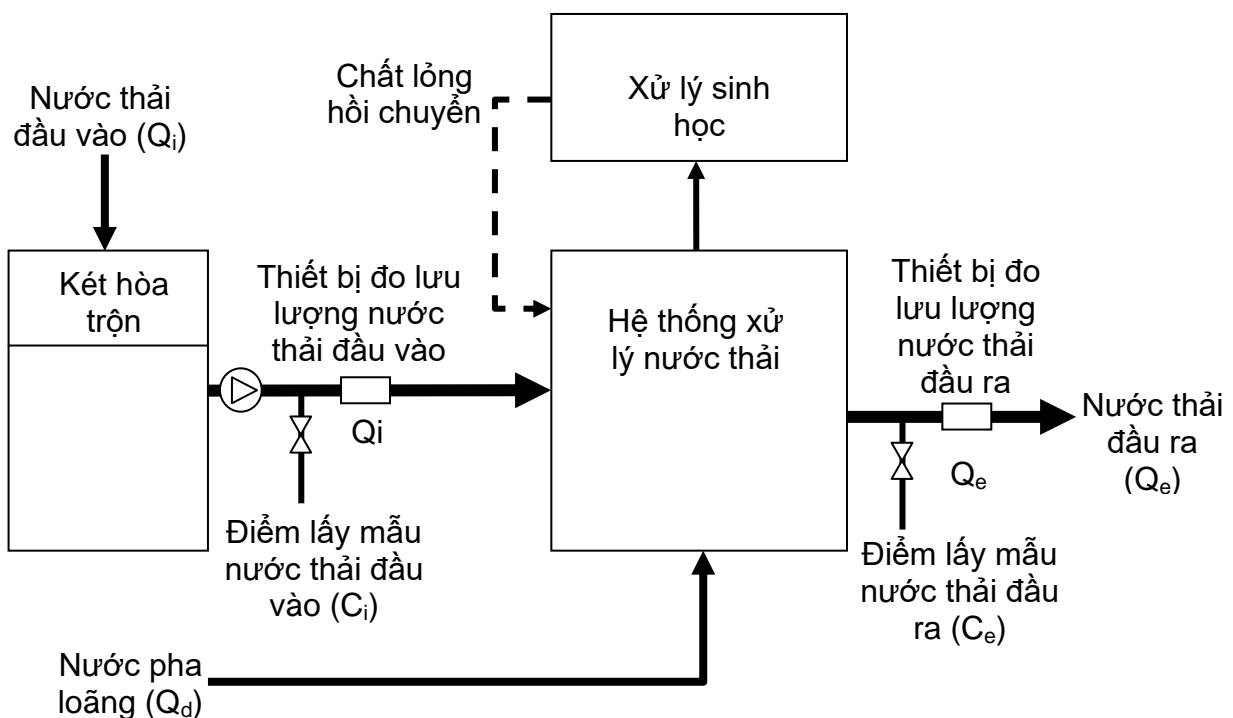 Nước thải
đầu vào (Qᵢ)
Chất lỏng
hồi chuyển
Xử lý sinh
học
Két hòa
trộn
Thiết bị đo lưu
lượng nước
thải đầu vào
Qi
Hệ thống xử
lý nước thải
Thiết bị đo
lưu lượng
nước thải
đầu ra
Qₑ
Nước thải
đầu ra
(Qₑ)
Điểm lấy mẫu
nước thải đầu
vào (Cᵢ)
Điểm lấy mẫu
nước thải đầu
ra (Cₑ)
Nước pha
loãng (Q_d)